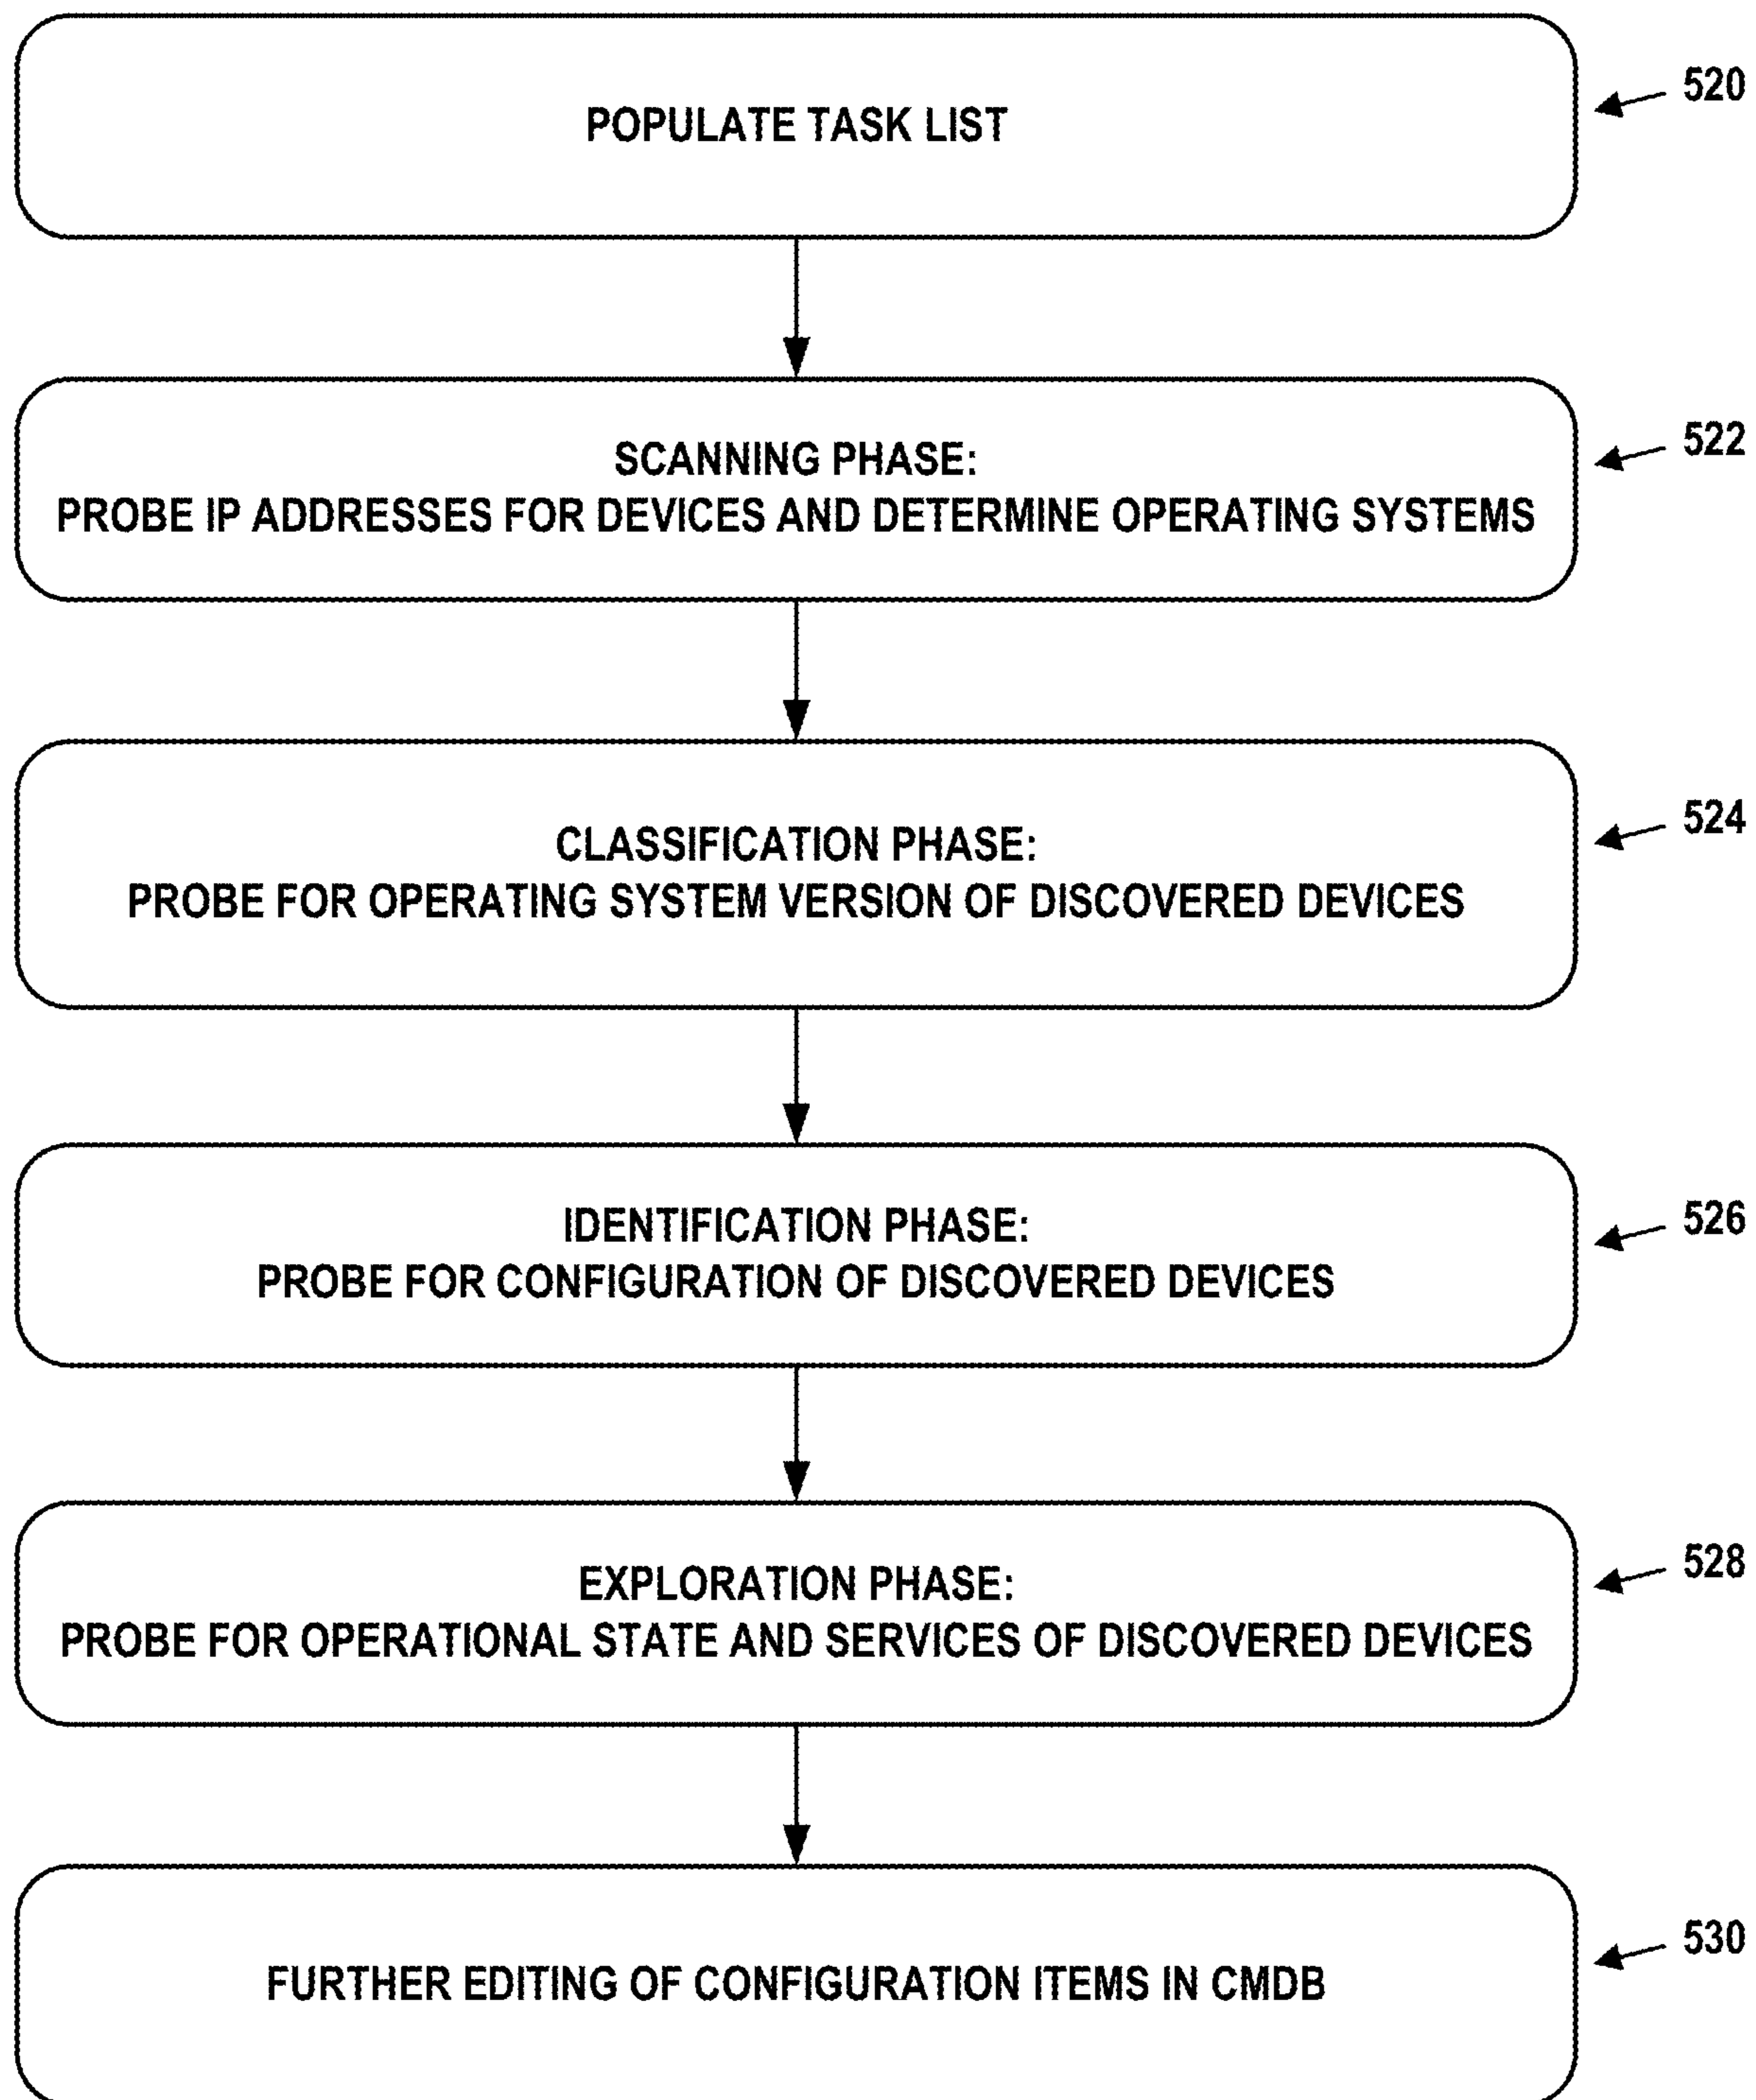 POPULATE TASK LIST
520
SCANNING PHASE:
PROBE IP ADDRESSES FOR DEVICES AND DETERMINE OPERATING SYSTEMS
522
CLASSIFICATION PHASE:
PROBE FOR OPERATING SYSTEM VERSION OF DISCOVERED DEVICES
524
IDENTIFICATION PHASE:
PROBE FOR CONFIGURATION OF DISCOVERED DEVICES
526
EXPLORATION PHASE:
PROBE FOR OPERATIONAL STATE AND SERVICES OF DISCOVERED DEVICES
528
FURTHER EDITING OF CONFIGURATION ITEMS IN CMDB
530